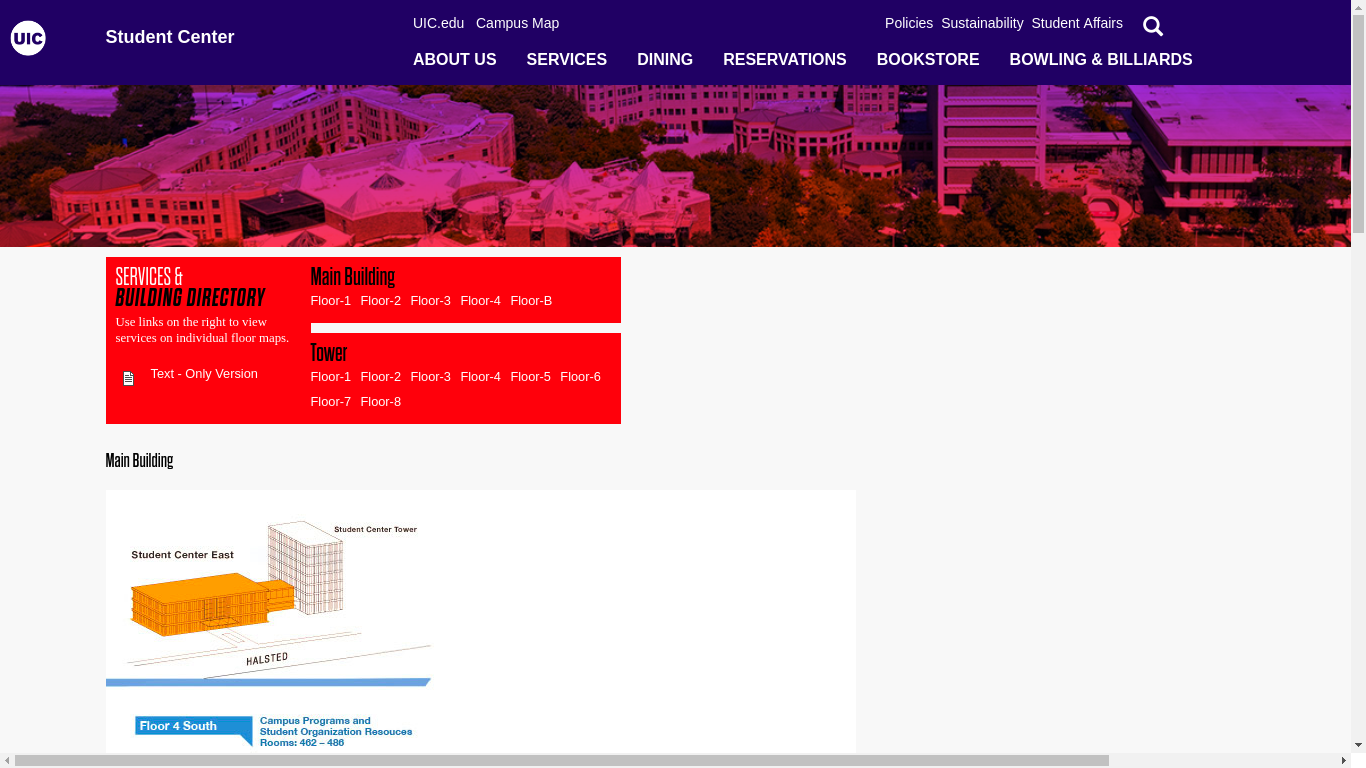 UIC
Student Center
UIC.edu Campus Map
Policies Sustainability Student Affairs
ABOUT US SERVICES DINING RESERVATIONS BOOKSTORE BOWLING & BILLIARDS
SERVICES &
BUILDING DIRECTORY
Use links on the right to view
services on individual floor maps.
Text - Only Version
Main Building
Floor-1 Floor-2 Floor-3 Floor-4 Floor-B
Tower
Floor-1 Floor-2 Floor-3 Floor-4 Floor-5 Floor-6
Floor-7 Floor-8
Main Building
Student Center Tower
Student Center East
HALSTED
Floor 4 South
Campus Programs and
Student Organization Resouces
Rooms: 462 – 486